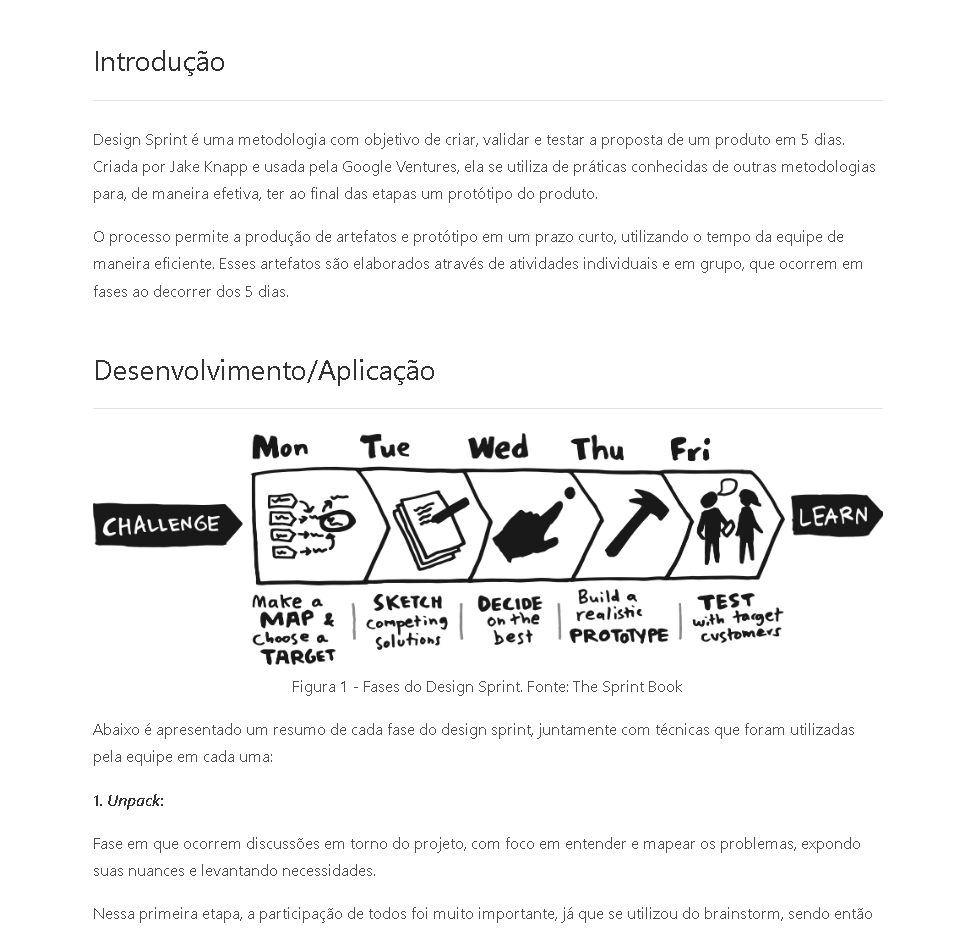 Introdução
Design Sprint é uma metodologia com objetivo de criar, validar e testar a proposta de um produto em 5 dias.
Criada por Jake Knapp e usada pela Google Ventures, ela se utiliza de práticas conhecidas de outras metodologias
para, de maneira efetiva, ter ao final das etapas um protótipo do produto.
O processo permite a produção de artefatos e protótipo em um prazo curto, utilizando o tempo da equipe de
maneira eficiente. Esses artefatos são elaborados através de atividades individuais e em grupo, que ocorrem em
fases ao decorrer dos 5 dias.
Desenvolvimento/Aplicação
Mon Tue Wed Thu Fri
CHALLENGE
LEARN
Make a
MAP &
Choose a
TARGET
SKETCH
competing
solutions
DECIDE
on the
best
Build a
realistic
PROTOTYPE
TEST
with target
customers
Figura 1 - Fases do Design Sprint. Fonte: The Sprint Book
Abaixo é apresentado um resumo de cada fase do design sprint, juntamente com técnicas que foram utilizadas
pela equipe em cada uma:
1. Unpack:
Fase em que ocorrem discussões em torno do projeto, com foco em entender e mapear os problemas, expondo
suas nuances e levantando necessidades.
Nessa primeira etapa, a participação de todos foi muito importante, já que se utilizou do brainstorm, sendo então